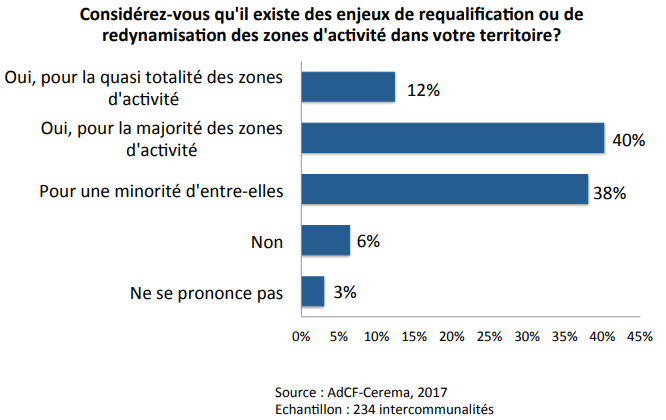 Considérez-vous qu'il existe des enjeux de requalification ou de
redynamisation des zones d'activité dans votre territoire?
Oui, pour la quasi totalité des zones
d'activité
12%
Oui, pour la majorité des zones
d'activité
40%
Pour une minorité d'entre-elles
38%
Non
6%
Ne se prononce pas
3%
0% 5% 10% 15% 20% 25% 30% 35% 40% 45%
Source : AdCF-Cerema, 2017
Echantillon : 234 intercommunalités